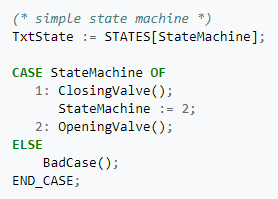 (* simple state machine *)
TxtState := STATES[StateMachine];

CASE StateMachine OF
   1: ClosingValve();
      StateMachine := 2;
   2: OpeningValve();
ELSE
    BadCase();
END_CASE;